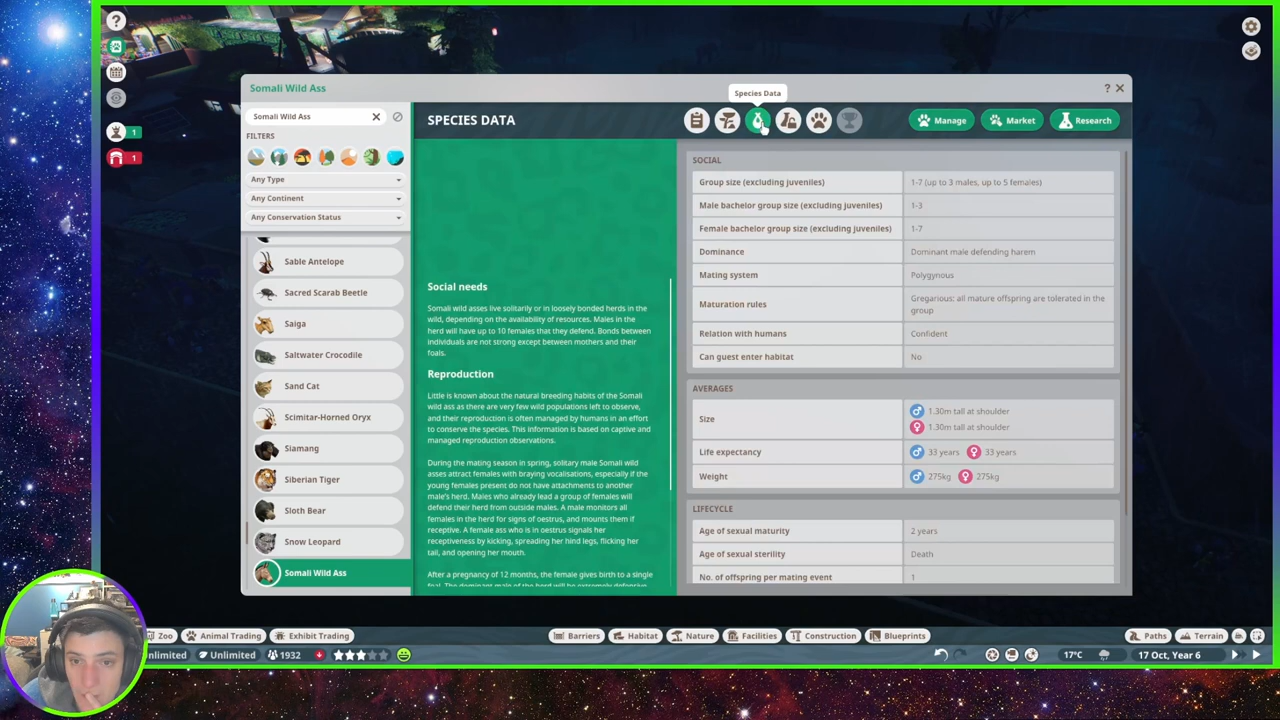 Somali Wild Ass
?
Species Data
Somali Wild Ass
FILTERS
Any Type
Any Continent
Any Conservation Status
Sable Antelope
Sacred Scarab Beetle
Saiga
Saltwater Crocodile
Sand Cat
Scimitar-Horned Oryx
Siamang
Siberian Tiger
Sloth Bear
Snow Leopard
Somali Wild Ass
SPECIES DATA
Manage
Market
Research
Social needs
Somali wild asses live solitarily or in loosely bonded herds in the
wild, depending on the availability of resources. Males in the
herd will have up to 10 females that they defend. Bonds between
individuals are not strong except between mothers and their
foals.
Reproduction
Little is known about the natural breeding habits of the Somali
wild ass as there are very few wild populations left to observe,
and their reproduction is often managed by humans in an effort
to conserve the species. This information is based on captive and
managed reproduction observations.
During the mating season in spring, solitary male Somali wild
asses attract females with braying vocalisations, especially if the
young females present do not have attachments to another
male's herd. Males who already lead a group of females will
defend their herd from outside males. A male monitors all
females in the herd for signs of oestrus, and mounts them if
receptive. A female ass who is in oestrus signals her
receptiveness by kicking, spreading her hind legs, flicking her
tail, and opening her mouth.
After a pregnancy of 12 months, the female gives birth to a single
foal. The dominant male of the herd will be extremely defensive
SOCIAL
Group size (excluding juveniles) 1-7 (up to 3 males, up to 5 females)
Male bachelor group size (excluding juveniles) 1-3
Female bachelor group size (excluding juveniles) 1-7
Dominance Dominant male defending harem
Mating system Polygynous
Maturation rules Gregarious: all mature offspring are tolerated in the
group
Relation with humans Confident
Can guest enter habitat No
AVERAGES
Size 1.30m tall at shoulder
1.30m tall at shoulder
Life expectancy 33 years 33 years
Weight 275kg 275kg
LIFECYCLE
Age of sexual maturity 2 years
Age of sexual sterility Death
No. of offspring per mating event 1
?
1
1
Zoo Animal Trading Exhibit Trading Barriers Habitat Nature Facilities Construction Blueprints Paths Terrain
Unlimited 1932 17°C 17 Oct, Year 6